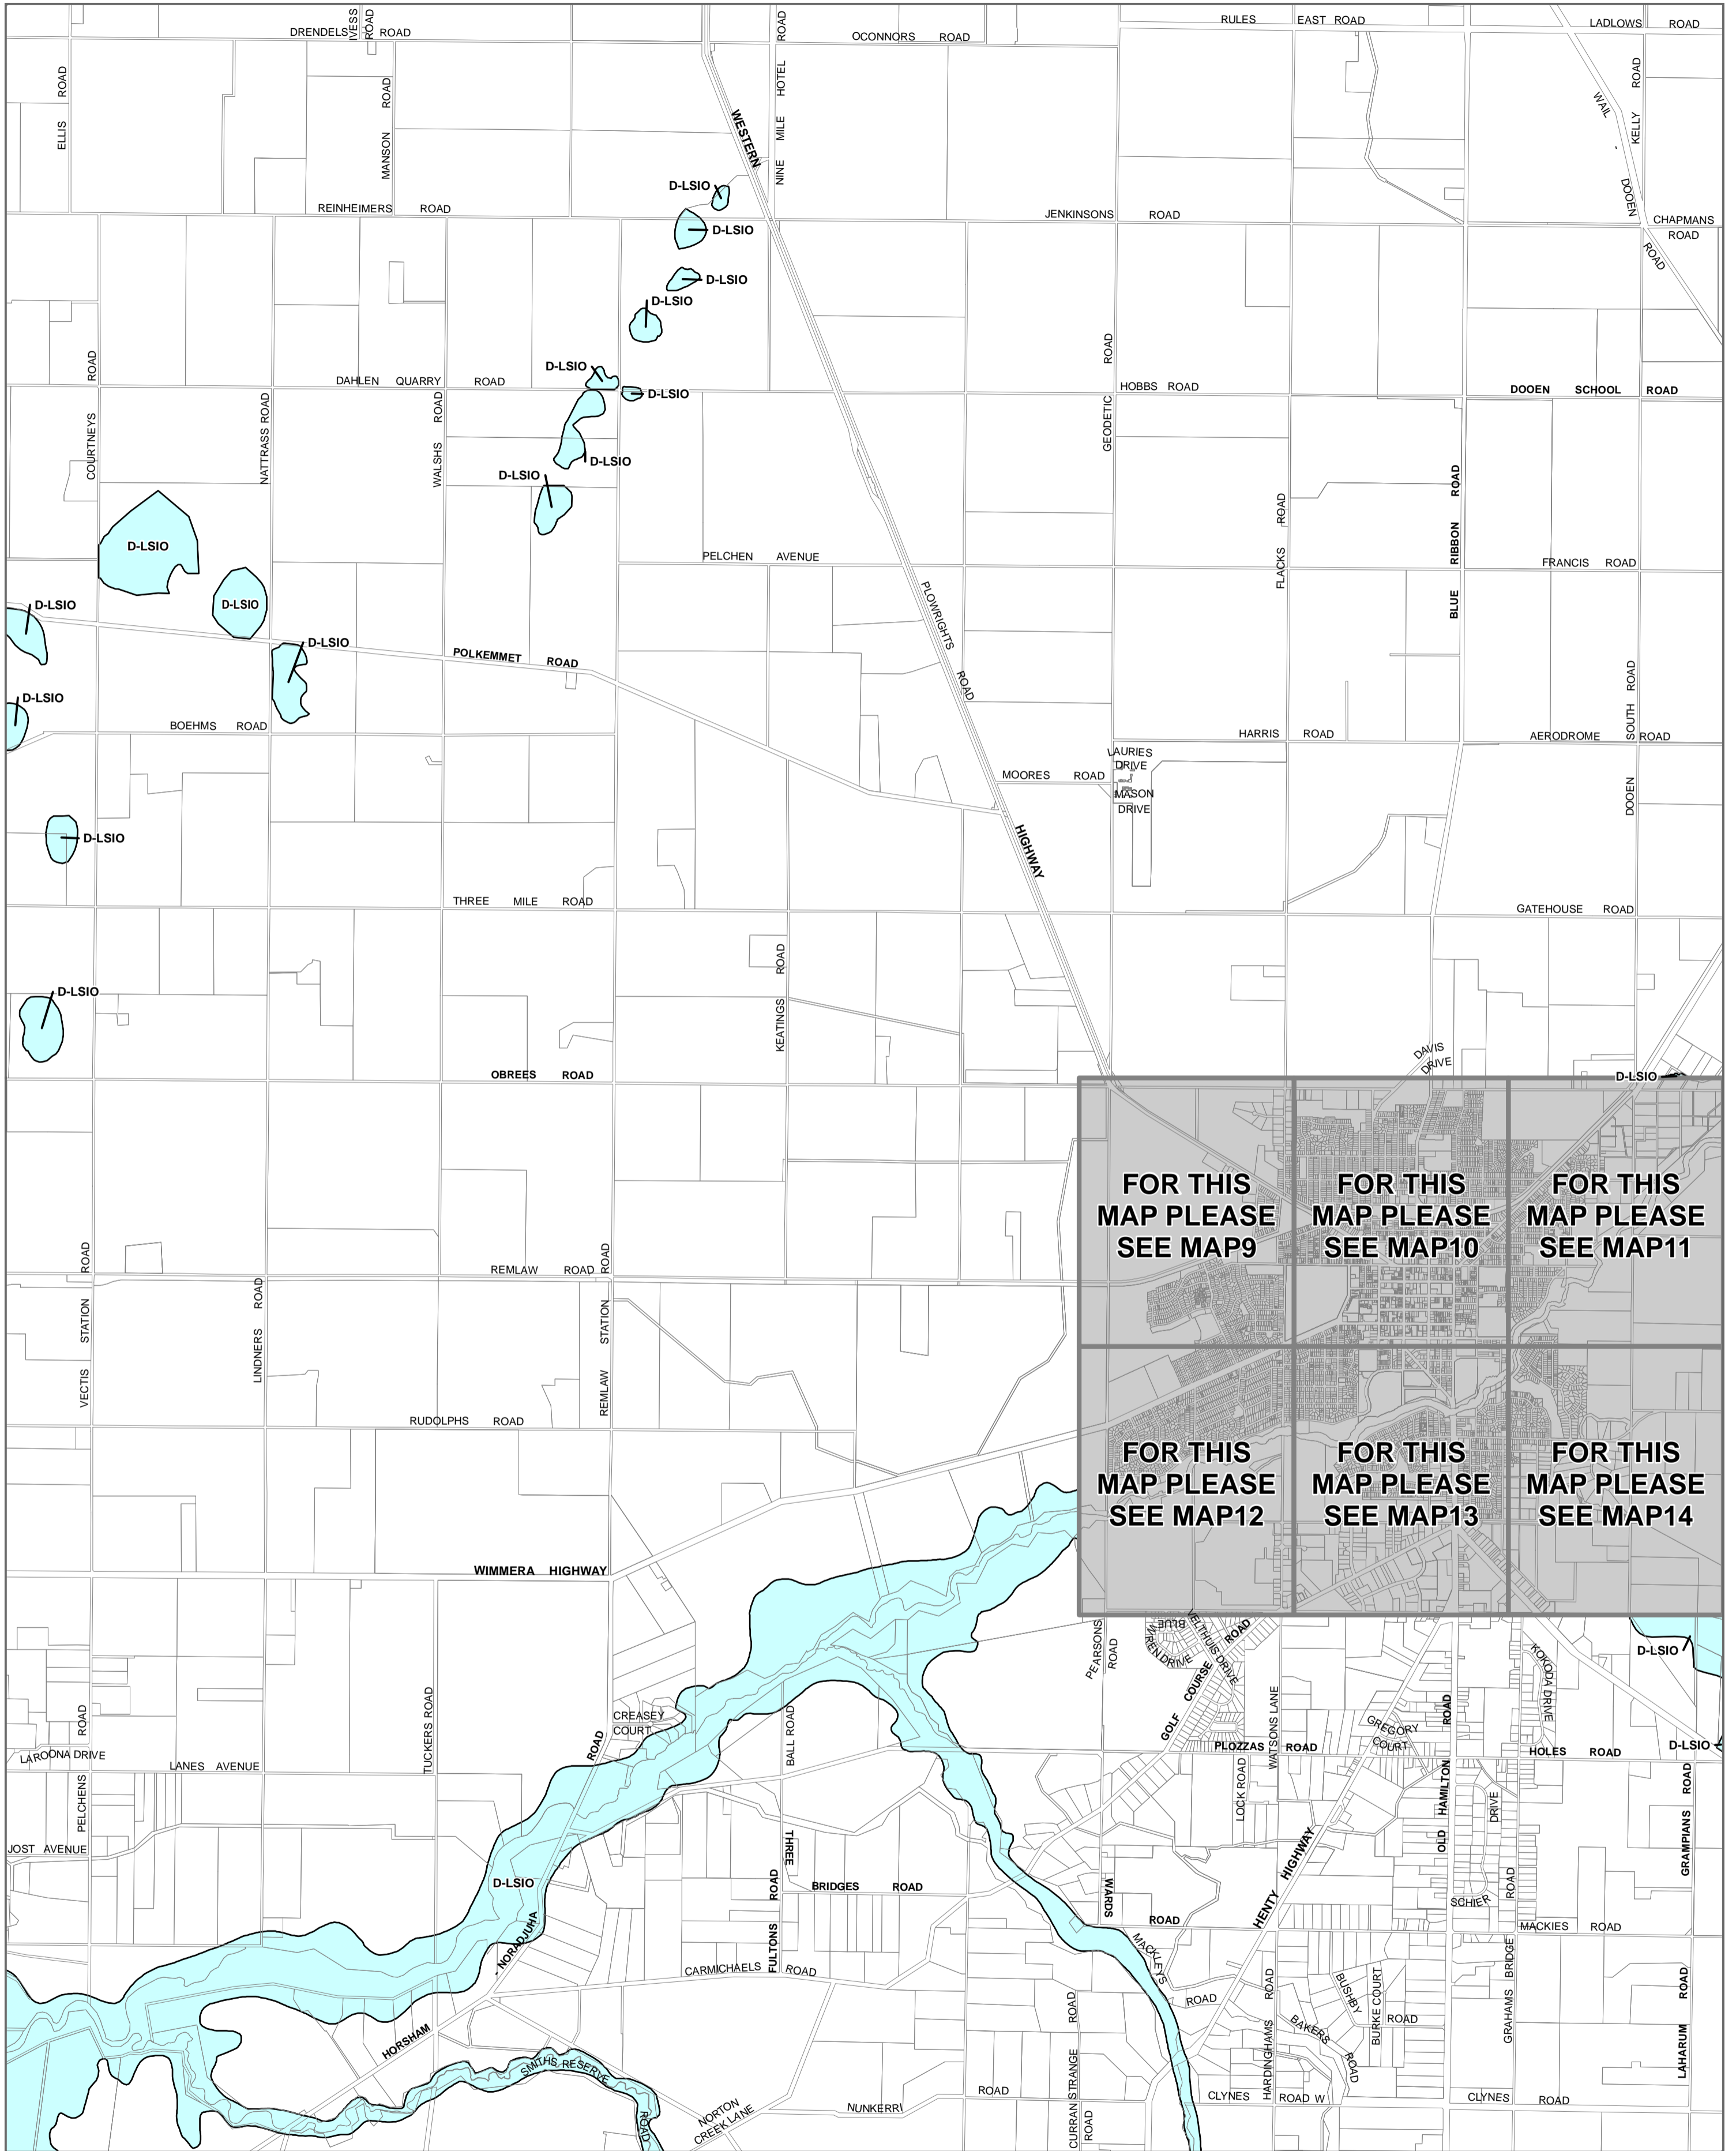 DRENDELS ROAD
IVESS ROAD
OCONNORS ROAD
RULES EAST ROAD
LADLOWS ROAD
ELLIS ROAD
MANSON ROAD
WESTERN
NINE MILE HOTEL ROAD
WAIL
DOOEN
ROAD
KELLY ROAD
D-LSIO
REINHEIMERS ROAD
D-LSIO
JENKINSONS ROAD
CHAPMANS
ROAD
D-LSIO
D-LSIO
COURTNEYS ROAD
D-LSIO
DAHLEN QUARRY ROAD
D-LSIO
HOBBS ROAD
DOOEN SCHOOL ROAD
NATTRASS ROAD
WALSHS ROAD
GEODETIC ROAD
D-LSIO
D-LSIO
FLACKS ROAD
BLUE RIBBON ROAD
D-LSIO
PELCHEN AVENUE
FRANCIS ROAD
D-LSIO
D-LSIO
PLOWRIGHTS ROAD
D-LSIO
POLKEMMET ROAD
D-LSIO
BOEHMS ROAD
HARRIS ROAD
AERODROME ROAD
DOOEN SOUTH ROAD
LAURIES
DRIVE
MOORES ROAD
MASON
DRIVE
D-LSIO
HIGHWAY
THREE MILE ROAD
GATEHOUSE ROAD
KEATINGS ROAD
D-LSIO
OBREES ROAD
DAVIS
DRIVE
D-LSIO
FOR THIS
MAP PLEASE
SEE MAP9
FOR THIS
MAP PLEASE
SEE MAP10
FOR THIS
MAP PLEASE
SEE MAP11
VECTIS STATION ROAD
LINDNERS ROAD
REMLAW ROAD
REMLAW STATION ROAD
RUDOLPHS ROAD
FOR THIS
MAP PLEASE
SEE MAP12
FOR THIS
MAP PLEASE
SEE MAP13
FOR THIS
MAP PLEASE
SEE MAP14
WIMMERA HIGHWAY
PEARSONS
ROAD
BLUE
WREN DRIVE
VELTHUIS DRIVE
GOLF COURSE ROAD
WATSONS LANE
KOKODA DRIVE
D-LSIO
CREASEY
COURT
BALL ROAD
GREGORY
COURT
LAROONA DRIVE
LANES AVENUE
TUCKERS ROAD
PLOZZAS ROAD
HOLES ROAD
D-LSIO
PELCHENS ROAD
LOCK ROAD
OLD HAMILTON ROAD
DRIVE
SCHIER
GRAMPIANS ROAD
JOST AVENUE
THREE
BRIDGES ROAD
HENTY HIGHWAY
D-LSIO
WARDS
ROAD
MACKIES ROAD
HORSHAM - NORADJUHA ROAD
FULTONS ROAD
CARMICHAELS ROAD
MACKLEYS
ROAD
BUSHBY
ROAD
BURKE COURT
BAKERS
ROAD
HARDINGHAMS ROAD
GRAHAMS BRIDGE ROAD
LAHARUM ROAD
SMITHS RESERVE
ROAD
NORTON
CREEK LANE
NUNKERRI
ROAD
CURRAN STRANGE ROAD
ROAD
CLYNES ROAD W
CLYNES ROAD